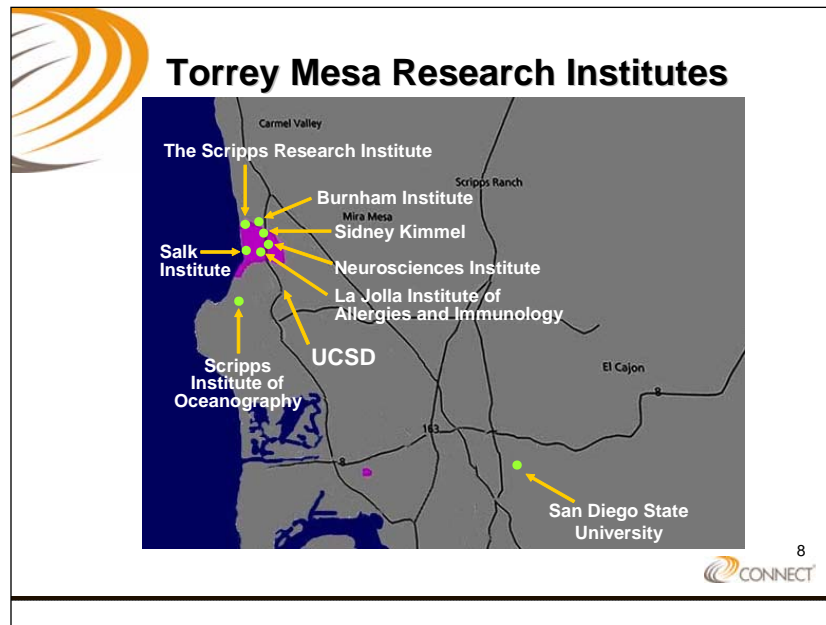 Torrey Mesa Research Institutes
Carmel Valley
The Scripps Research Institute
Scripps Ranch
Burnham Institute
Mira Mesa
Sidney Kimmel
Salk
Institute
Neurosciences Institute
La Jolla Institute of
Allergies and Immunology
UCSD
Scripps
Institute of
Oceanography
El Cajon
8
163
8
San Diego State
University
8
CONNECT